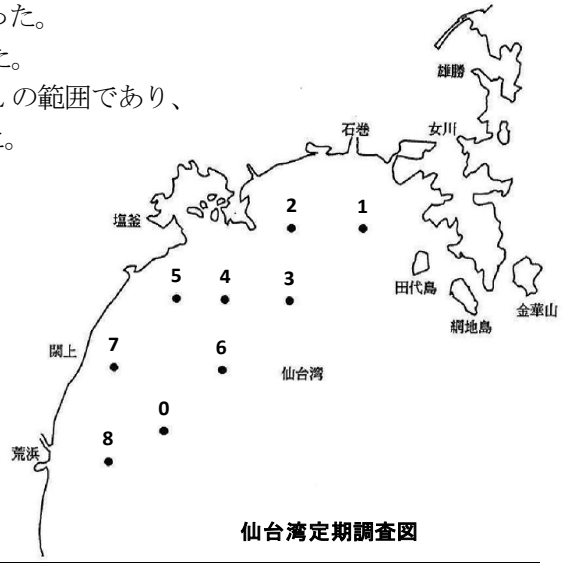 った。
た。
Lの範囲であり、
た。
雄勝
石巻
女川
塩釜
2
1
5
4
3
田代島
金華山
網地島
閖上
7
6
仙台湾
0
荒浜
8
仙台湾定期調査図